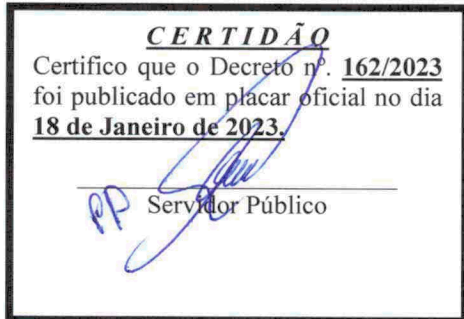 CERTIDÃO
Certifico que o Decreto nº. 162/2023
foi publicado em placar oficial no dia
18 de Janeiro de 2023.
PP
Servidor Público